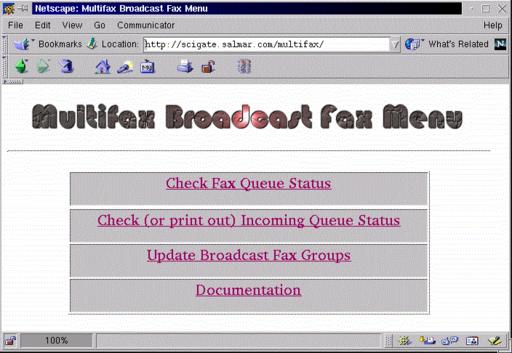 Netscape: Multifax Broadcast Fax Menu
File Edit View Go Communicator Help
Bookmarks Location: http://scigate.salmar.com/multifax/ What's Related N
Multifax Broadcast Fax Menu
Check Fax Queue Status
Check (or print out) Incoming Queue Status
Update Broadcast Fax Groups
Documentation
100%